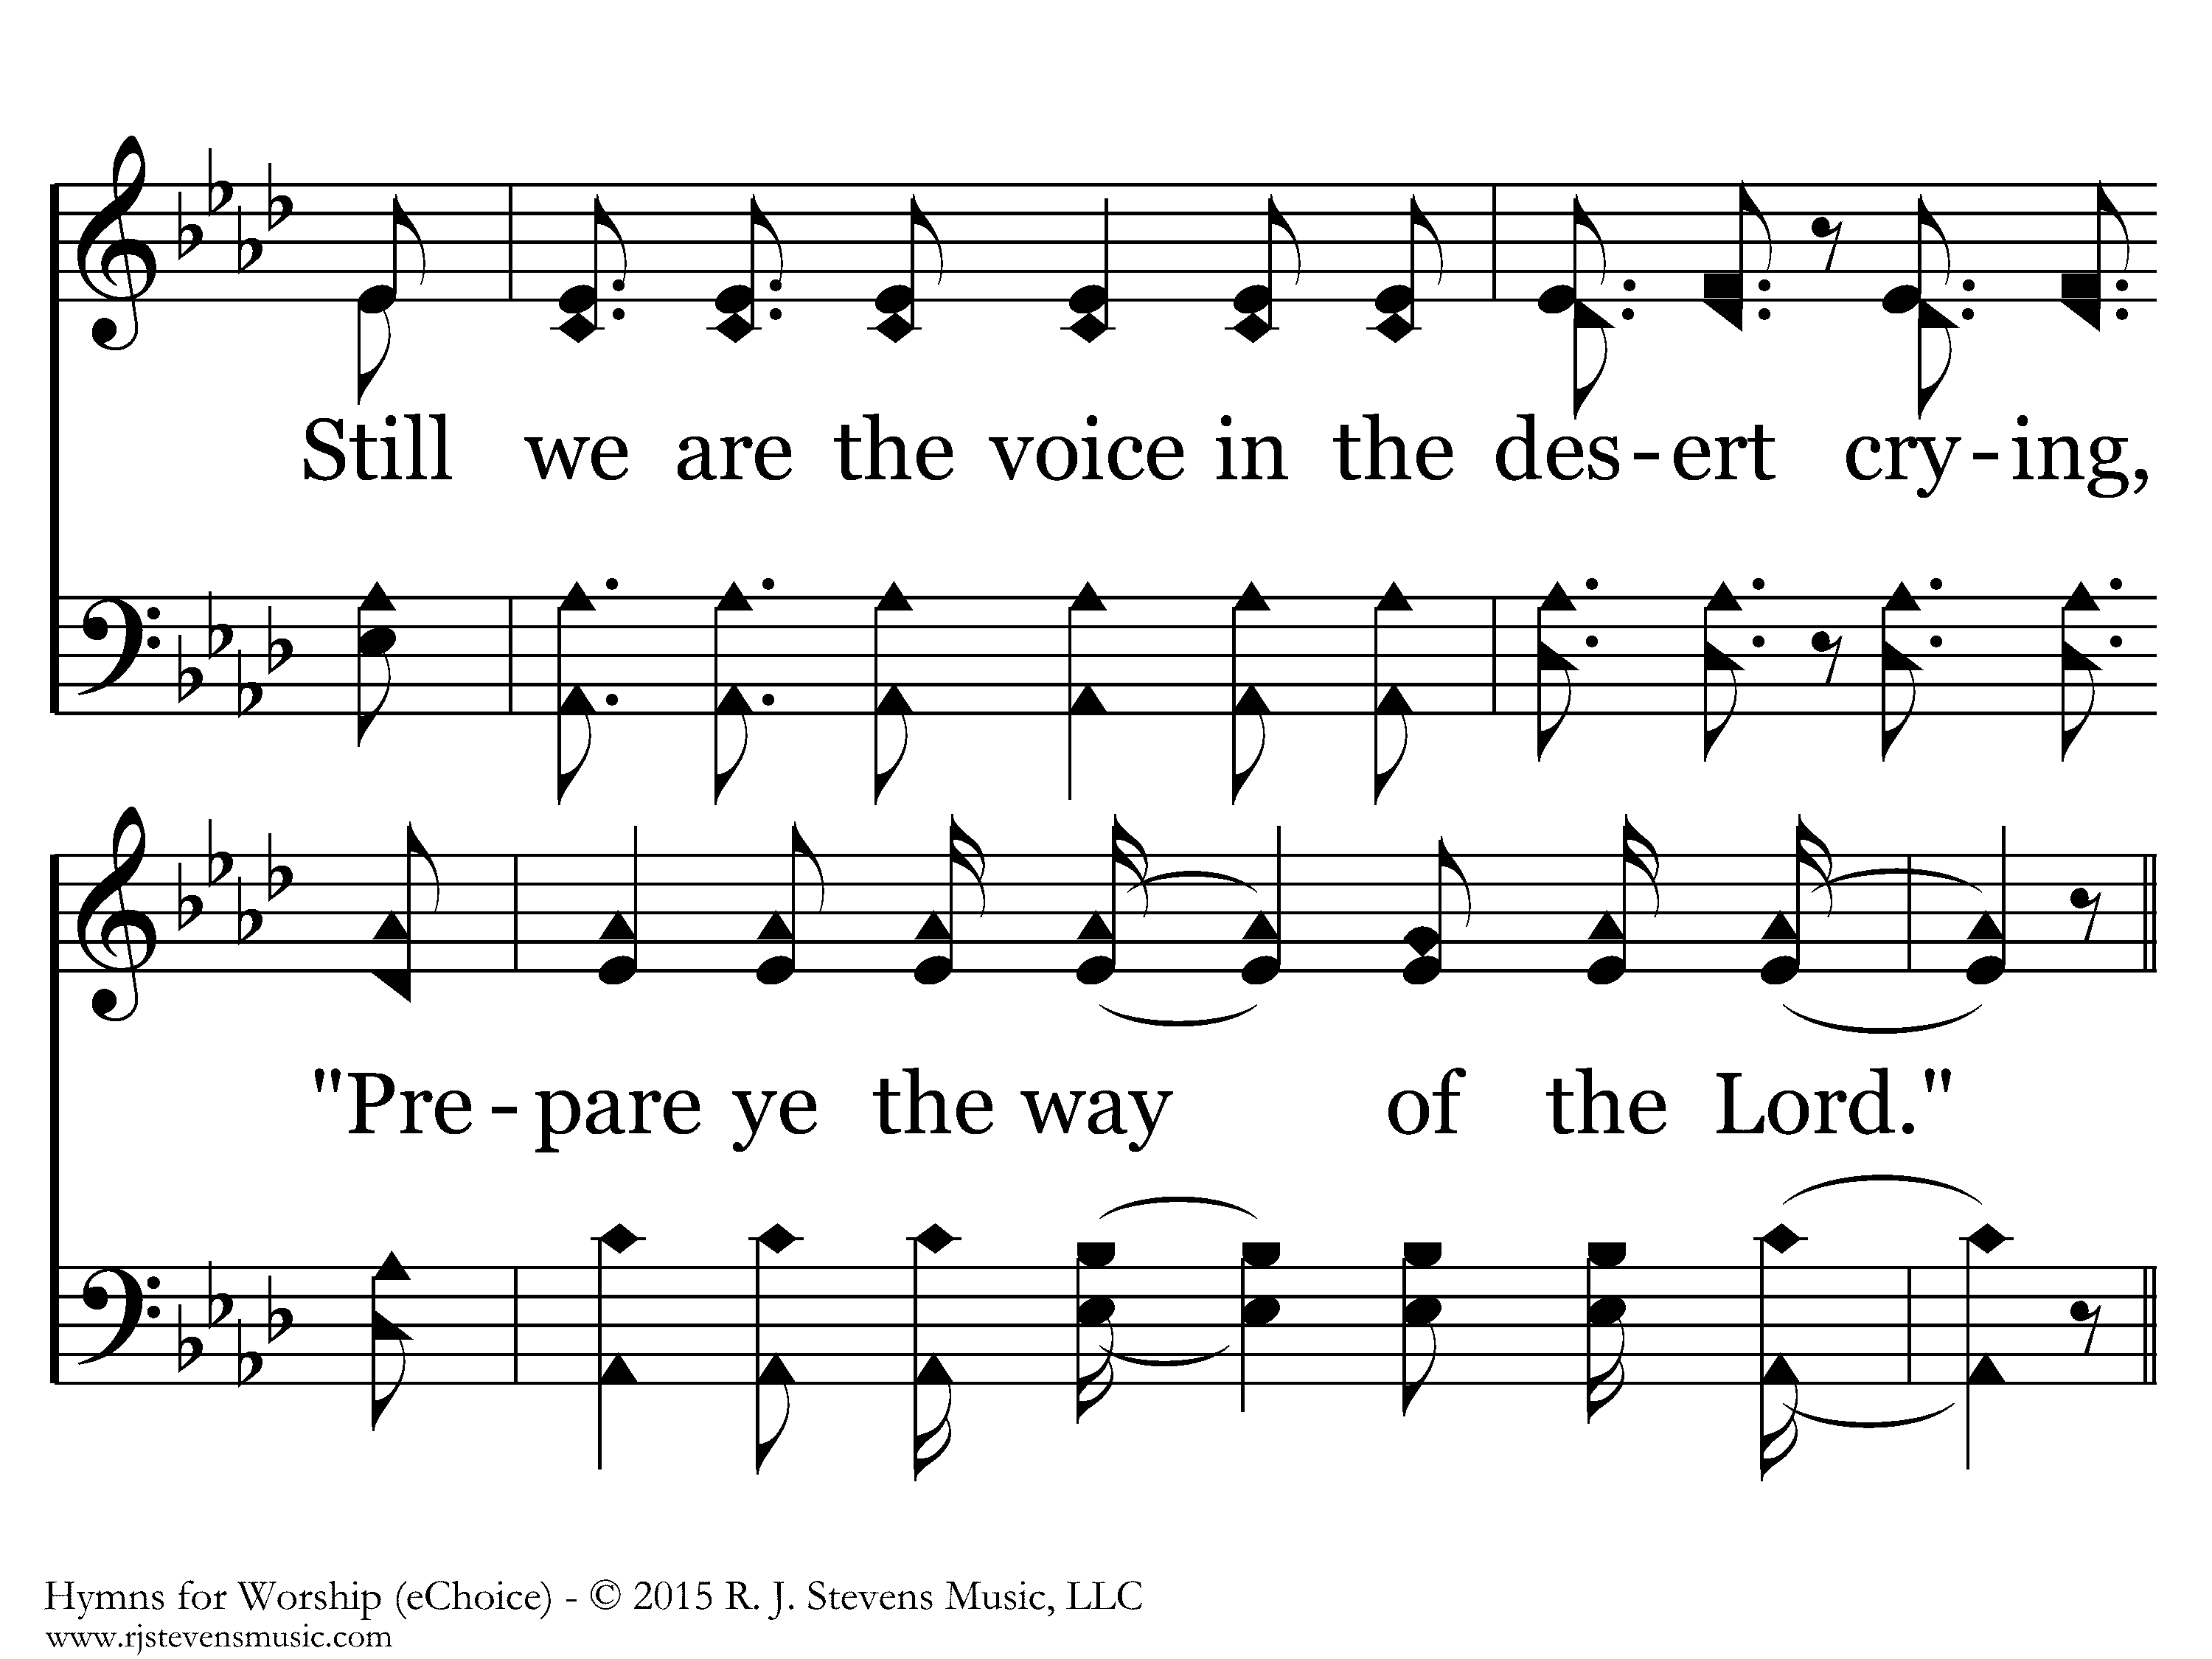 Still we are the voice in the des-ert cry-ing,
"Pre-pare ye the way of the Lord."
Hymns for Worship (eChoice) - © 2015 R. J. Stevens Music, LLC
www.rjstevensmusic.com